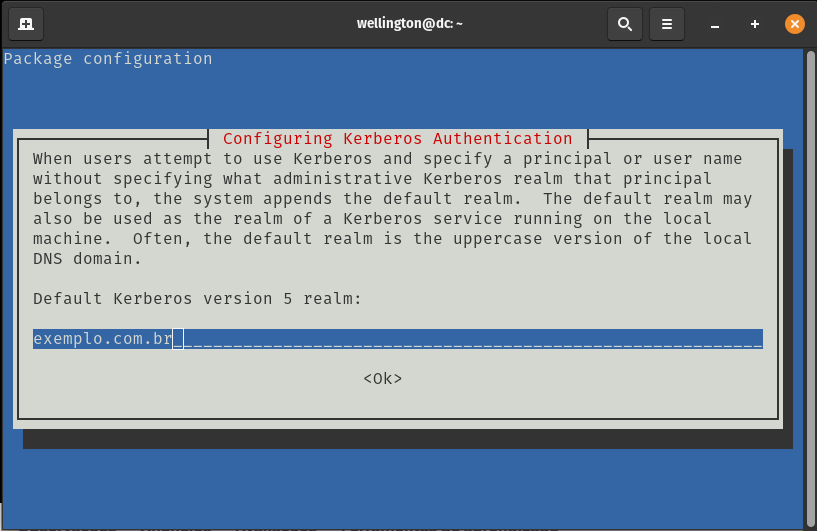 wellington@dc: ~
Package configuration
Configuring Kerberos Authentication
When users attempt to use Kerberos and specify a principal or user name
without specifying what administrative Kerberos realm that principal
belongs to, the system appends the default realm.  The default realm may
also be used as the realm of a Kerberos service running on the local
machine.  Often, the default realm is the uppercase version of the local
DNS domain.
Default Kerberos version 5 realm:
exemplo.com.br
<Ok>